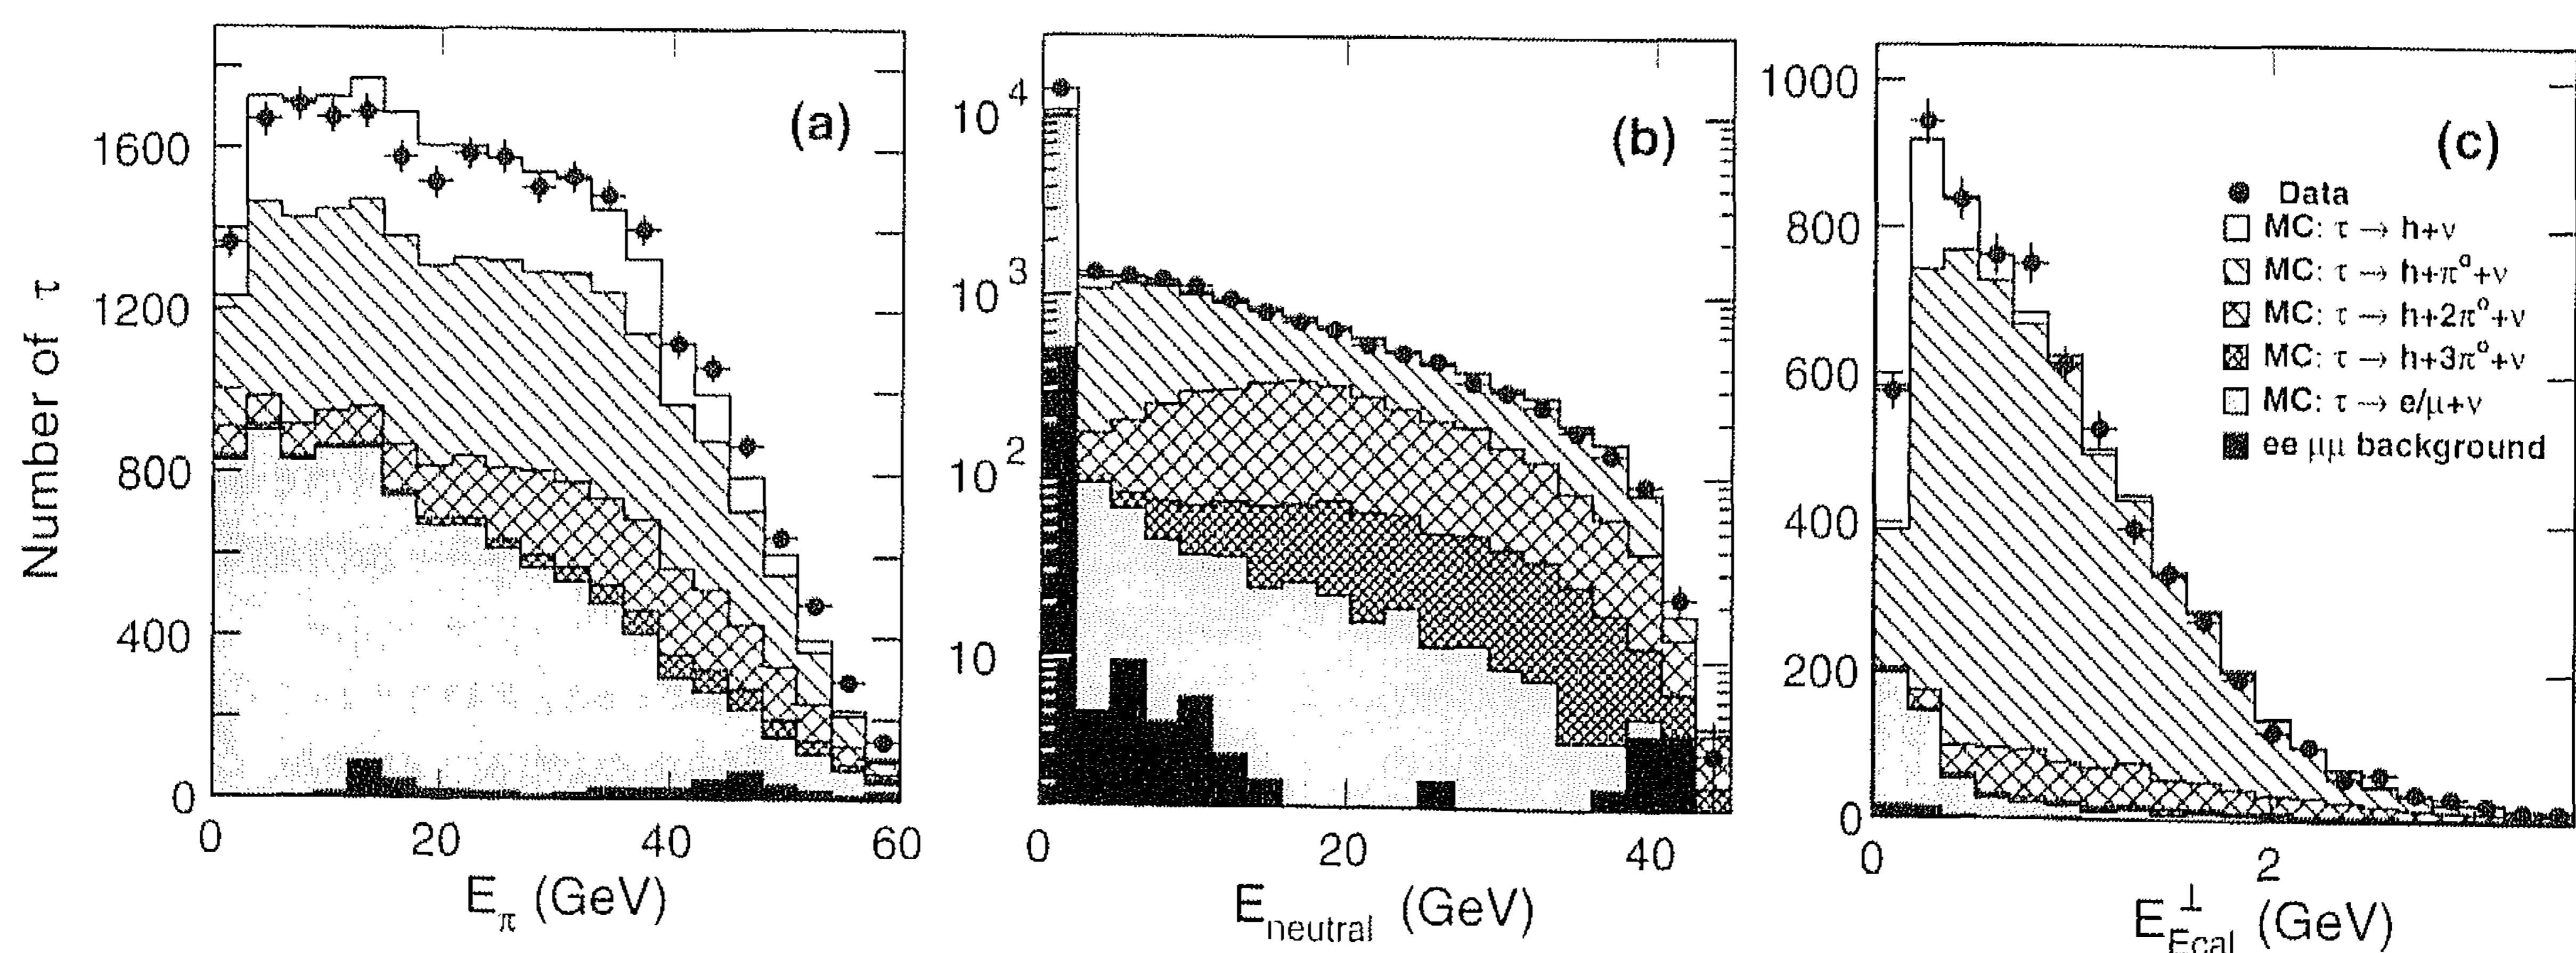 Number of τ
1600
1200
800
400
0
0
20
40
60
E_π (GeV)
(a)
10^4
10^3
10^2
10
0
20
40
E_neutral (GeV)
(b)
1000
800
600
400
200
0
0
2
E^⊥_Ecal (GeV)
(c)
Data
MC: τ → h+ν
MC: τ → h+π^o+ν
MC: τ → h+2π^o+ν
MC: τ → h+3π^o+ν
MC: τ → e/μ+ν
ee μμ background